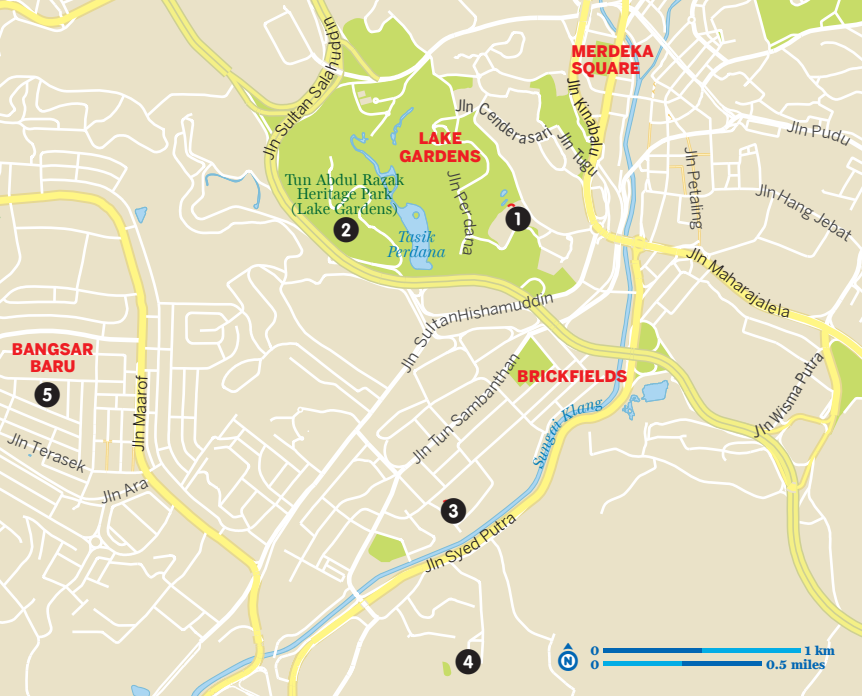 MERDEKA
SQUARE
Jln Sultan Salahuddin
Jln Kinabalu
Jln Cenderasari
Jln Tugu
Jln Pudu
LAKE
GARDENS
Jln Petaling
Tun Abdul Razak
Heritage Park
(Lake Gardens)
Jln Perdana
Jln Hang Jebat
1
2
Tasik
Perdana
Jln Maharajalela
Jln SultanHishamuddin
BANGSAR
BARU
5
Jln Maarof
Jln Tun Sambanthan
BRICKFIELDS
Jln Wisma Putra
Sungai Klang
Jln Terasek
Jln Ara
3
Jln Syed Putra
4
N
0 1 km
0 0.5 miles